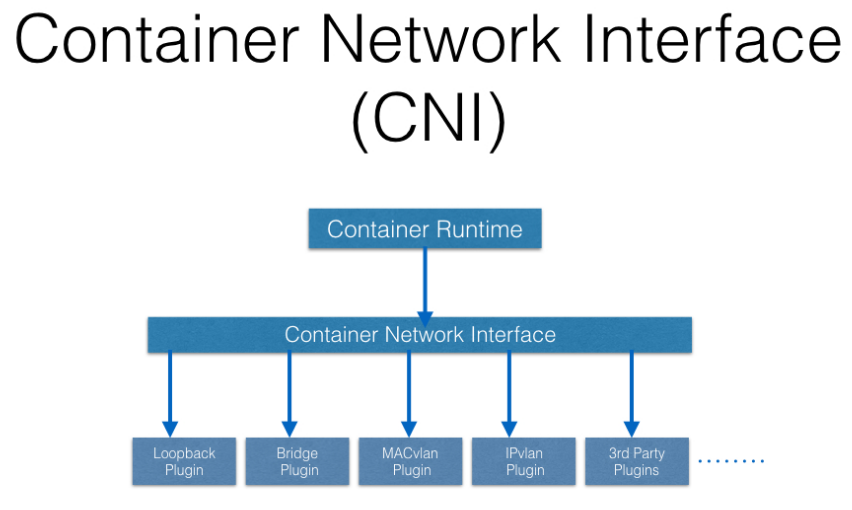 Container Network Interface
(CNI)
Container Runtime
Container Network Interface
Loopback
Plugin
Bridge
Plugin
MACvlan
Plugin
IPvlan
Plugin
3rd Party
Plugins
........